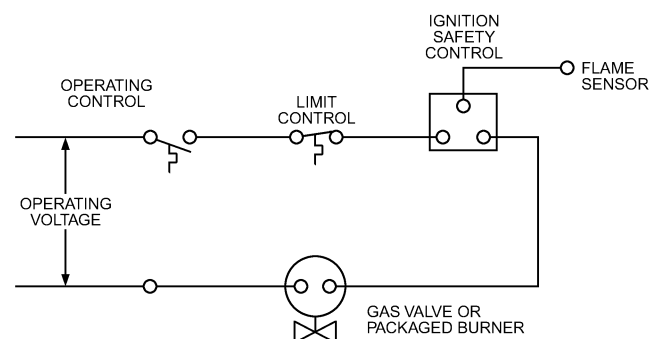 IGNITION
SAFETY
CONTROL
FLAME
SENSOR
OPERATING
CONTROL
LIMIT
CONTROL
OPERATING
VOLTAGE
GAS VALVE OR
PACKAGED BURNER